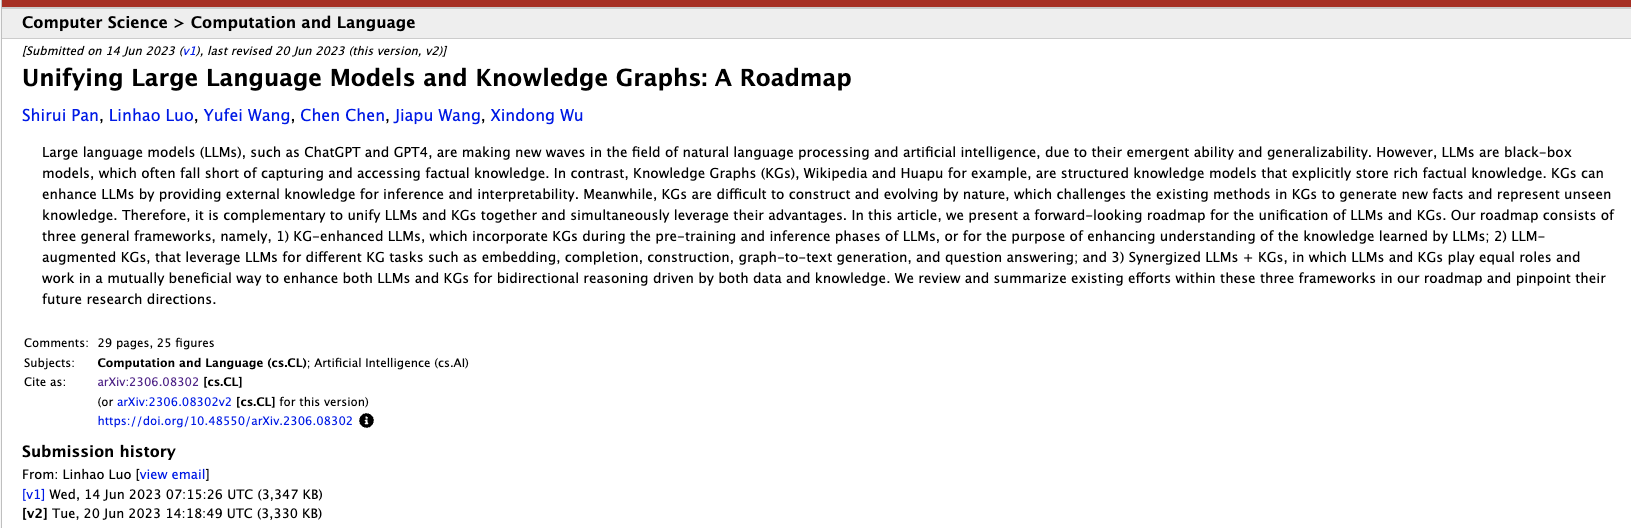 Computer Science > Computation and Language
[Submitted on 14 Jun 2023 (v1), last revised 20 Jun 2023 (this version, v2)]
Unifying Large Language Models and Knowledge Graphs: A Roadmap
Shirui Pan, Linhao Luo, Yufei Wang, Chen Chen, Jiapu Wang, Xindong Wu
Large language models (LLMs), such as ChatGPT and GPT4, are making new waves in the field of natural language processing and artificial intelligence, due to their emergent ability and generalizability. However, LLMs are black-box
models, which often fall short of capturing and accessing factual knowledge. In contrast, Knowledge Graphs (KGs), Wikipedia and Huapu for example, are structured knowledge models that explicitly store rich factual knowledge. KGs can
enhance LLMs by providing external knowledge for inference and interpretability. Meanwhile, KGs are difficult to construct and evolving by nature, which challenges the existing methods in KGs to generate new facts and represent unseen
knowledge. Therefore, it is complementary to unify LLMs and KGs together and simultaneously leverage their advantages. In this article, we present a forward-looking roadmap for the unification of LLMs and KGs. Our roadmap consists of
three general frameworks, namely, 1) KG-enhanced LLMs, which incorporate KGs during the pre-training and inference phases of LLMs, or for the purpose of enhancing understanding of the knowledge learned by LLMs; 2) LLM-
augmented KGs, that leverage LLMs for different KG tasks such as embedding, completion, construction, graph-to-text generation, and question answering; and 3) Synergized LLMs + KGs, in which LLMs and KGs play equal roles and
work in a mutually beneficial way to enhance both LLMs and KGs for bidirectional reasoning driven by both data and knowledge. We review and summarize existing efforts within these three frameworks in our roadmap and pinpoint their
future research directions.
Comments: 29 pages, 25 figures
Subjects: Computation and Language (cs.CL); Artificial Intelligence (cs.AI)
Cite as: arXiv:2306.08302 [cs.CL]
(or arXiv:2306.08302v2 [cs.CL] for this version)
https://doi.org/10.48550/arXiv.2306.08302 i
Submission history
From: Linhao Luo [view email]
[v1] Wed, 14 Jun 2023 07:15:26 UTC (3,347 KB)
[v2] Tue, 20 Jun 2023 14:18:49 UTC (3,330 KB)